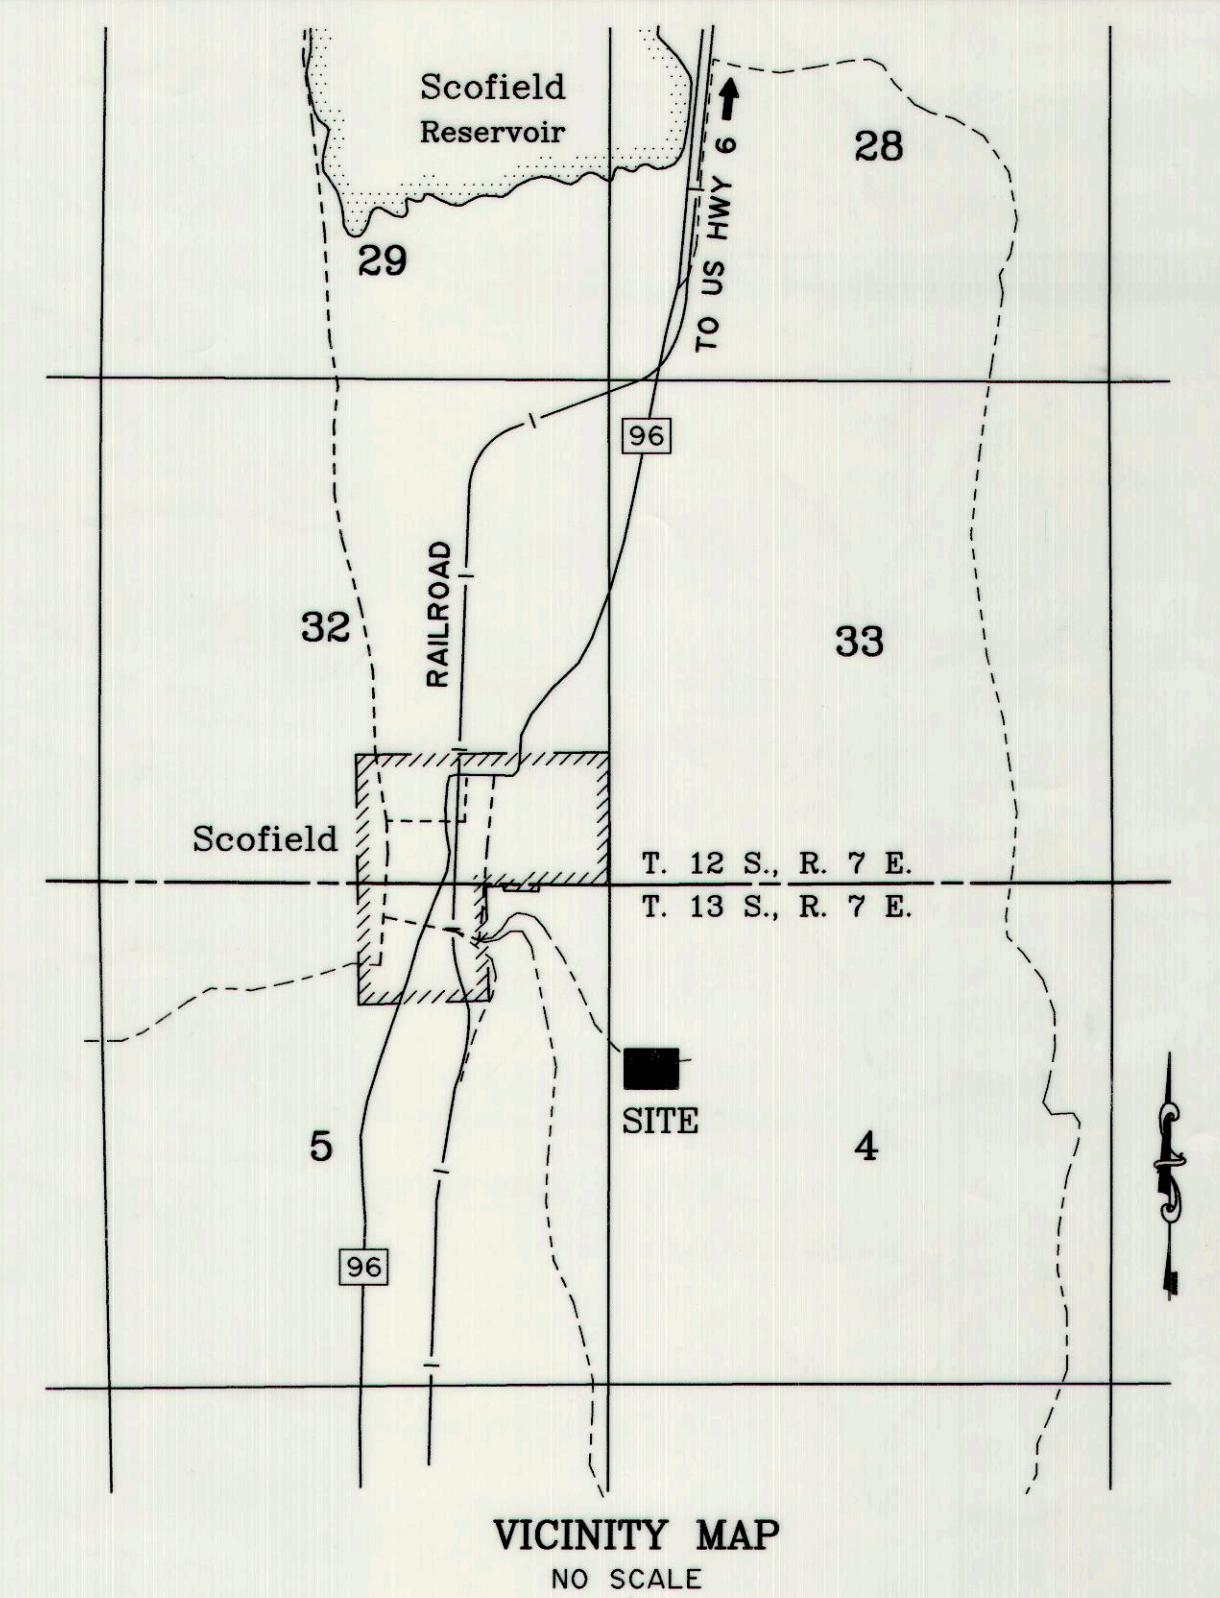 Scofield
Reservoir
28
TO US HWY 6
29
96
RAILROAD
32
33
Scofield
T. 12 S., R. 7 E.
T. 13 S., R. 7 E.
SITE
5
4
96
VICINITY MAP
NO SCALE